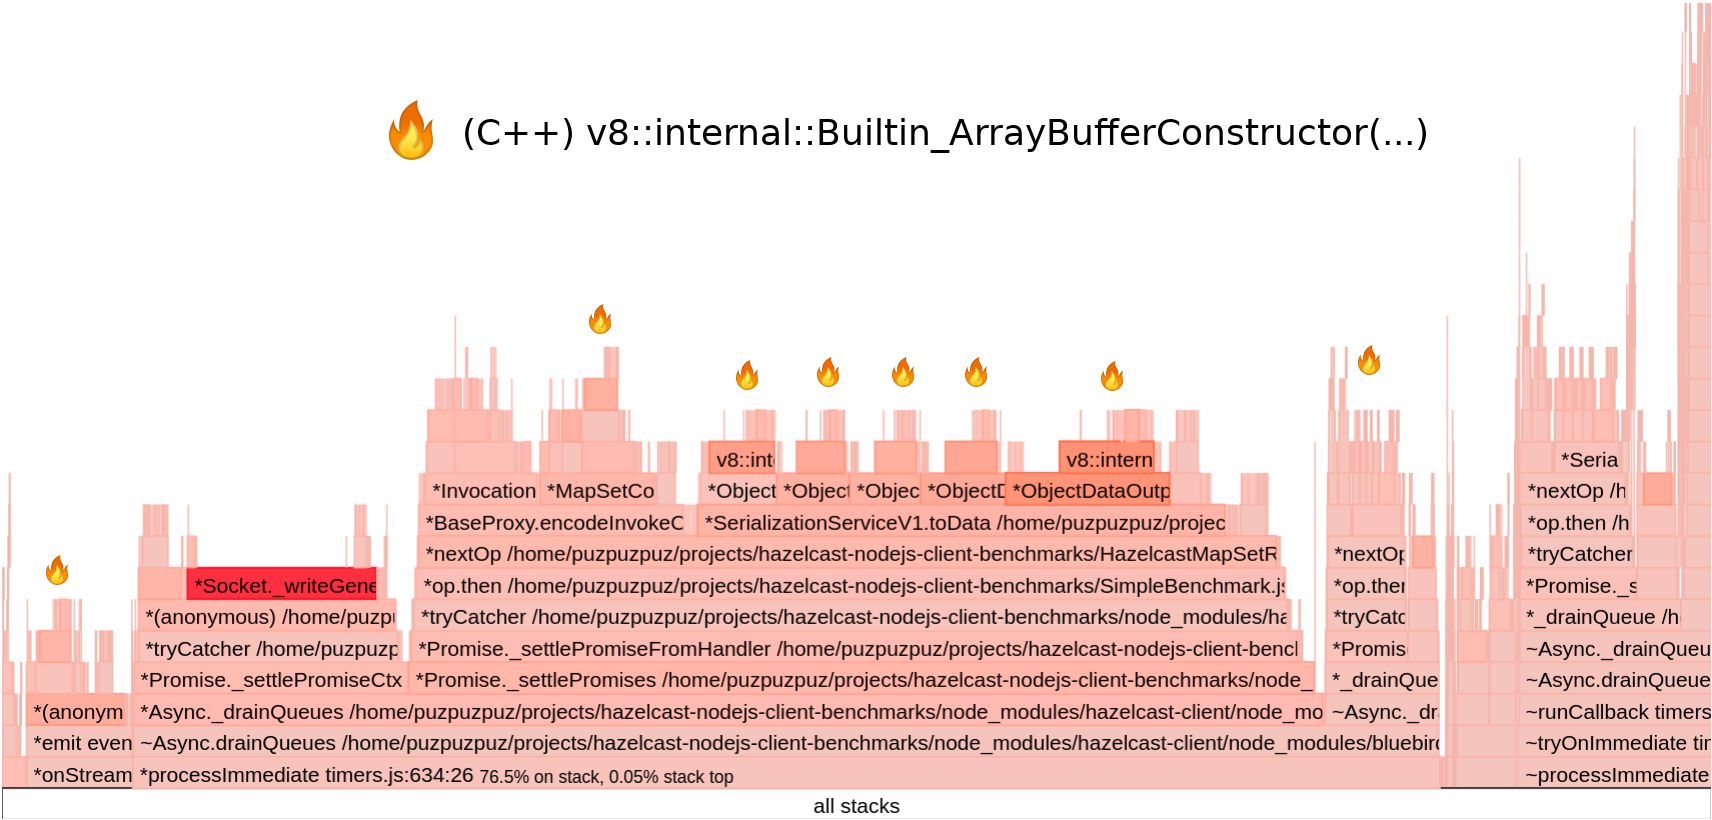 (C++) v8::internal::Builtin_ArrayBufferConstructor(...)
v8::int v8::intern *Seria
*Invocation *MapSetCo *Object *Object *Objec *ObjectD *ObjectDataOutp *nextOp /h
*BaseProxy.encodeInvokeC *SerializationServiceV1.toData /home/puzpuzpuz/projec *op.then /h
*nextOp /home/puzpuzpuz/projects/hazelcast-nodejs-client-benchmarks/HazelcastMapSetR *nextOp *tryCatcher
*Socket._writeGene *op.then /home/puzpuzpuz/projects/hazelcast-nodejs-client-benchmarks/SimpleBenchmark.js *op.then *Promise._s
*(anonymous) /home/puzpu *tryCatcher /home/puzpuzpuz/projects/hazelcast-nodejs-client-benchmarks/node_modules/ha *tryCatc *_drainQueue /h
*tryCatcher /home/puzpuzp *Promise._settlePromiseFromHandler /home/puzpuzpuz/projects/hazelcast-nodejs-client-bencl *Promis ~Async._drainQueu
*Promise._settlePromiseCtx *Promise._settlePromises /home/puzpuzpuz/projects/hazelcast-nodejs-client-benchmarks/node_ *_drainQue ~Async.drainQueue
*(anonym *Async._drainQueues /home/puzpuzpuz/projects/hazelcast-nodejs-client-benchmarks/node_modules/hazelcast-client/node_mo ~Async._dr ~runCallback timers
*emit even ~Async.drainQueues /home/puzpuzpuz/projects/hazelcast-nodejs-client-benchmarks/node_modules/hazelcast-client/node_modules/bluebird ~tryOnImmediate tim
*onStream *processImmediate timers.js:634:26 76.5% on stack, 0.05% stack top ~processImmediate
all stacks